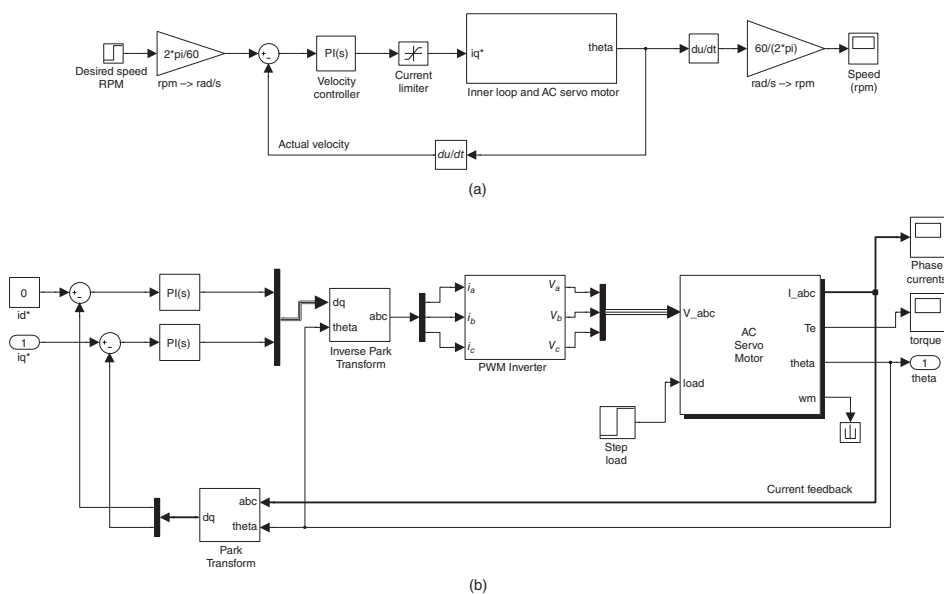 Desired speed
RPM
2*pi/60
rpm –> rad/s
+
–
PI(s)
Velocity
controller
Current
limiter
iq*
theta
Inner loop and AC servo motor
du/dt
60/(2*pi)
rad/s –> rpm
Speed
(rpm)
Actual velocity
du/dt
(a)
0
id*
1
iq*
+
–
+
–
PI(s)
PI(s)
dq
theta
abc
Inverse Park
Transform
ia
ib
ic
Va
Vb
Vc
PWM Inverter
V_abc
load
AC
Servo
Motor
I_abc
Te
theta
wm
Step
load
Phase
currents
torque
1
theta
Current feedback
abc
dq
theta
Park
Transform
(b)